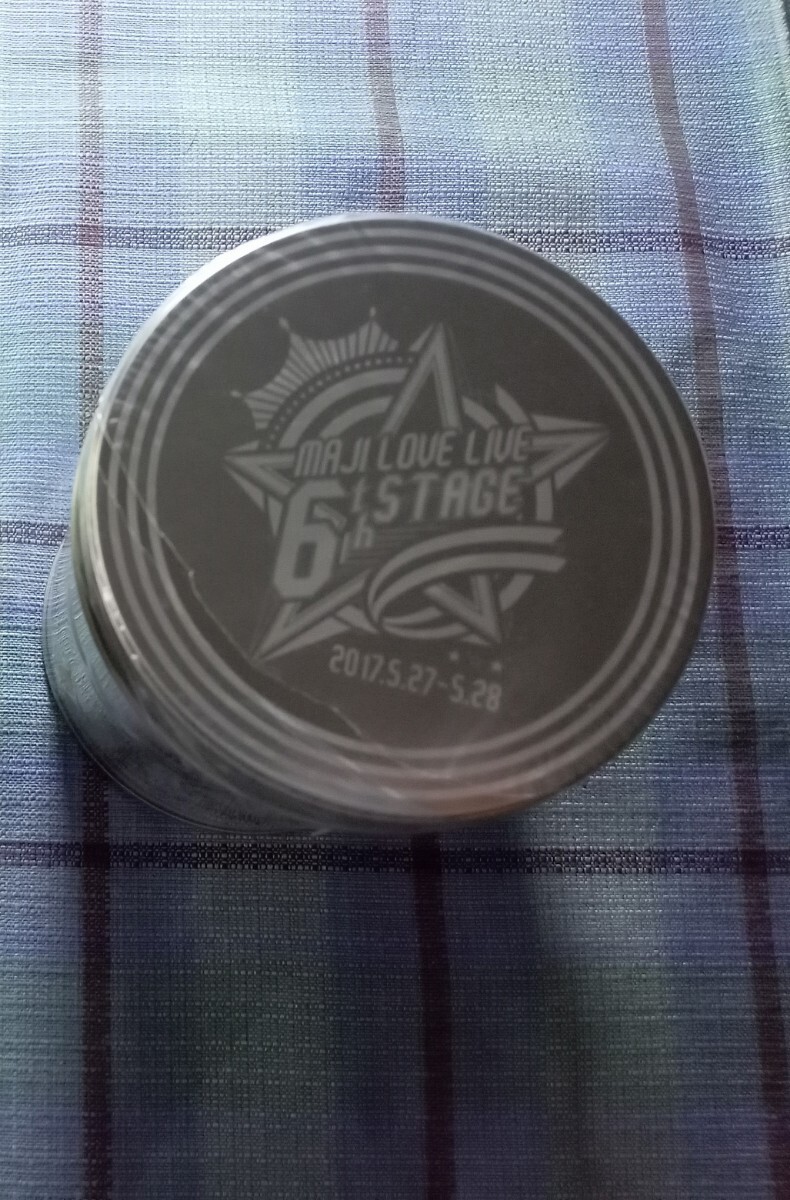 MAJI LOVE LIVE
6th STAGE
2017.5.27-5.28